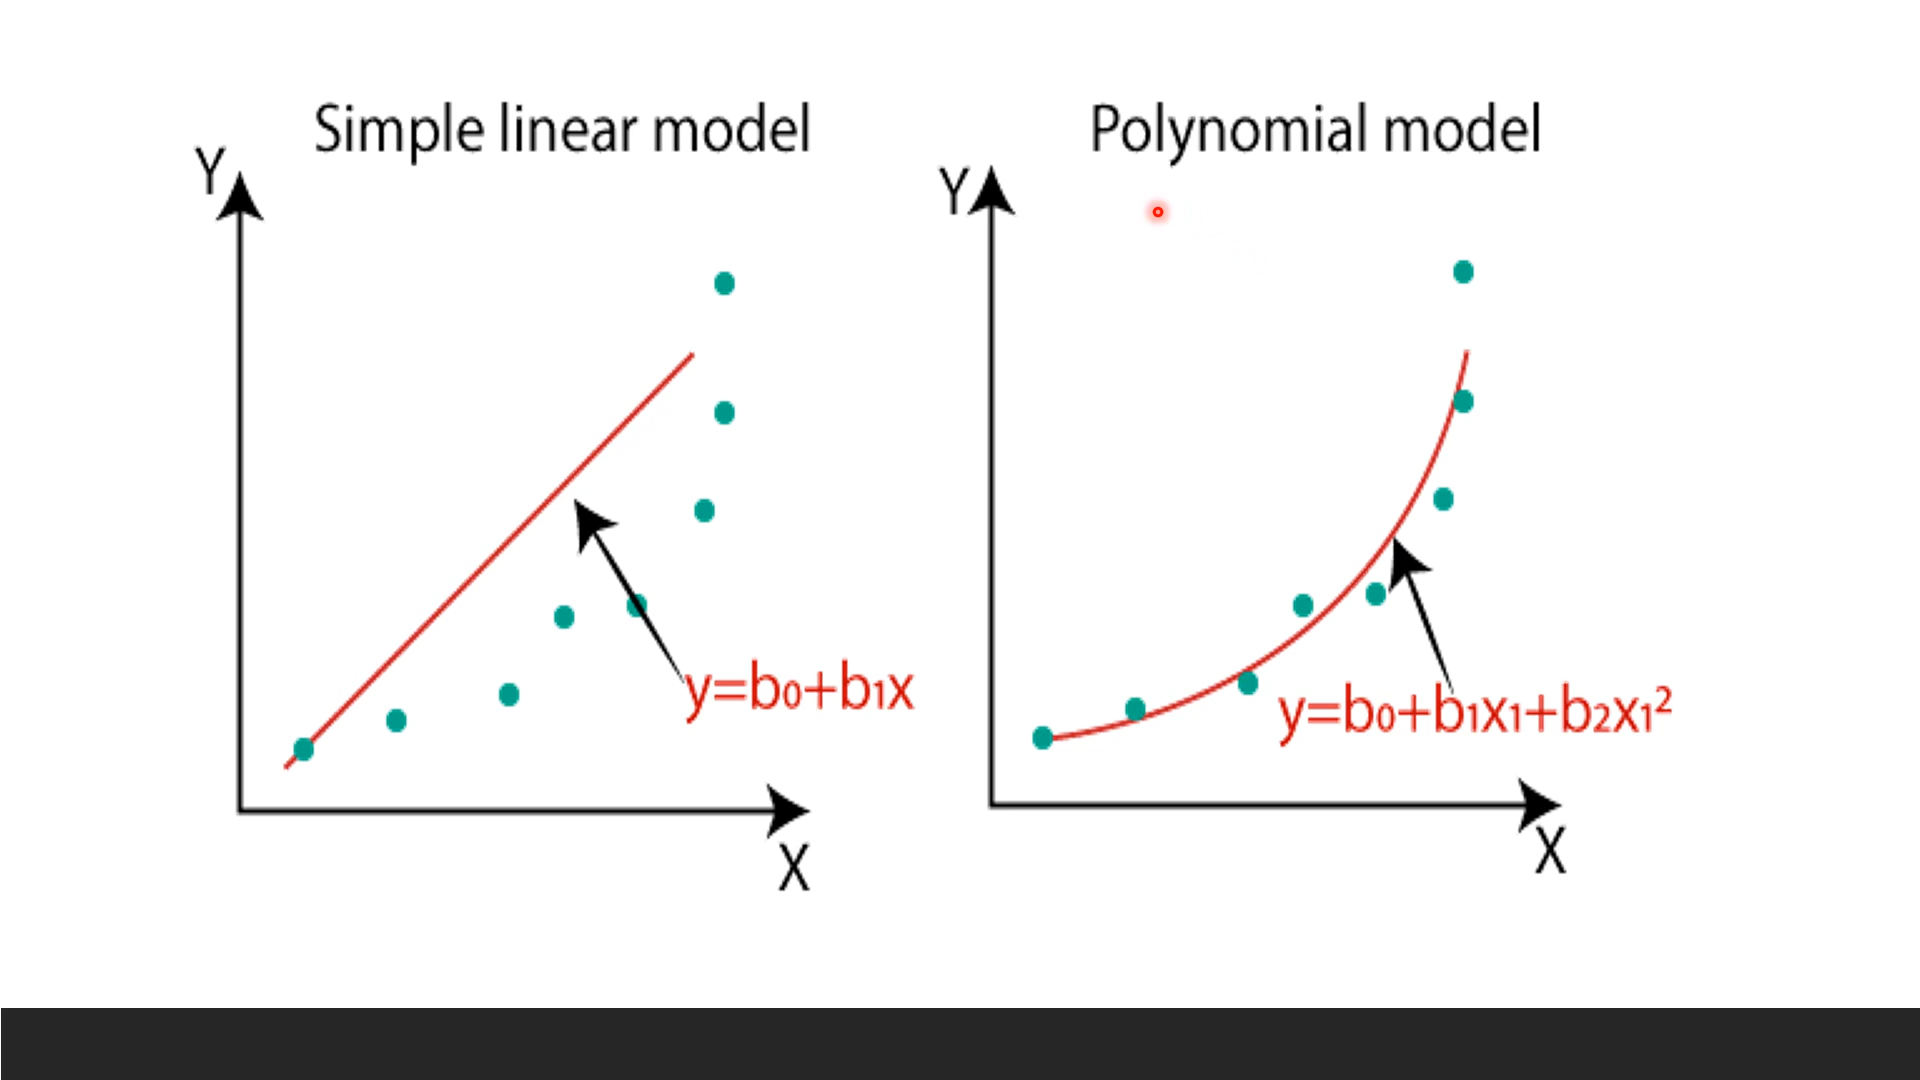 Simple linear model
Y
y=b₀+b₁x
X
Polynomial model
Y
y=b₀+b₁x₁+b₂x₁²
X